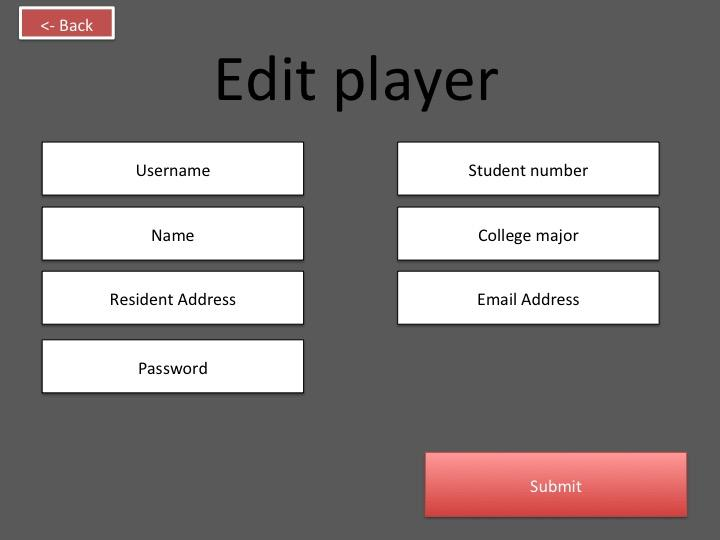 <- Back
Edit player
Username
Student number
Name
College major
Resident Address
Email Address
Password
Submit